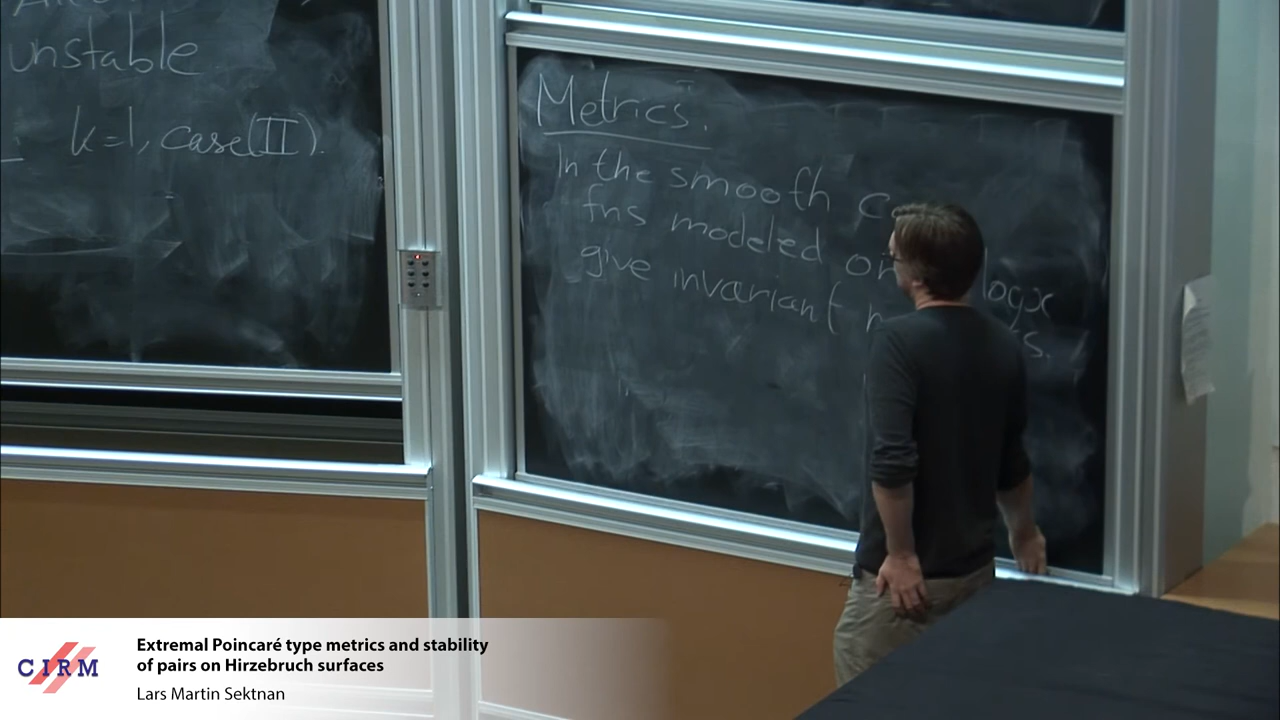 unstable
k=1, case(II).
Metrics.
In the smooth
fns modeled on logx
give invariant
CIRM
Extremal Poincaré type metrics and stability
of pairs on Hirzebruch surfaces
Lars Martin Sektnan